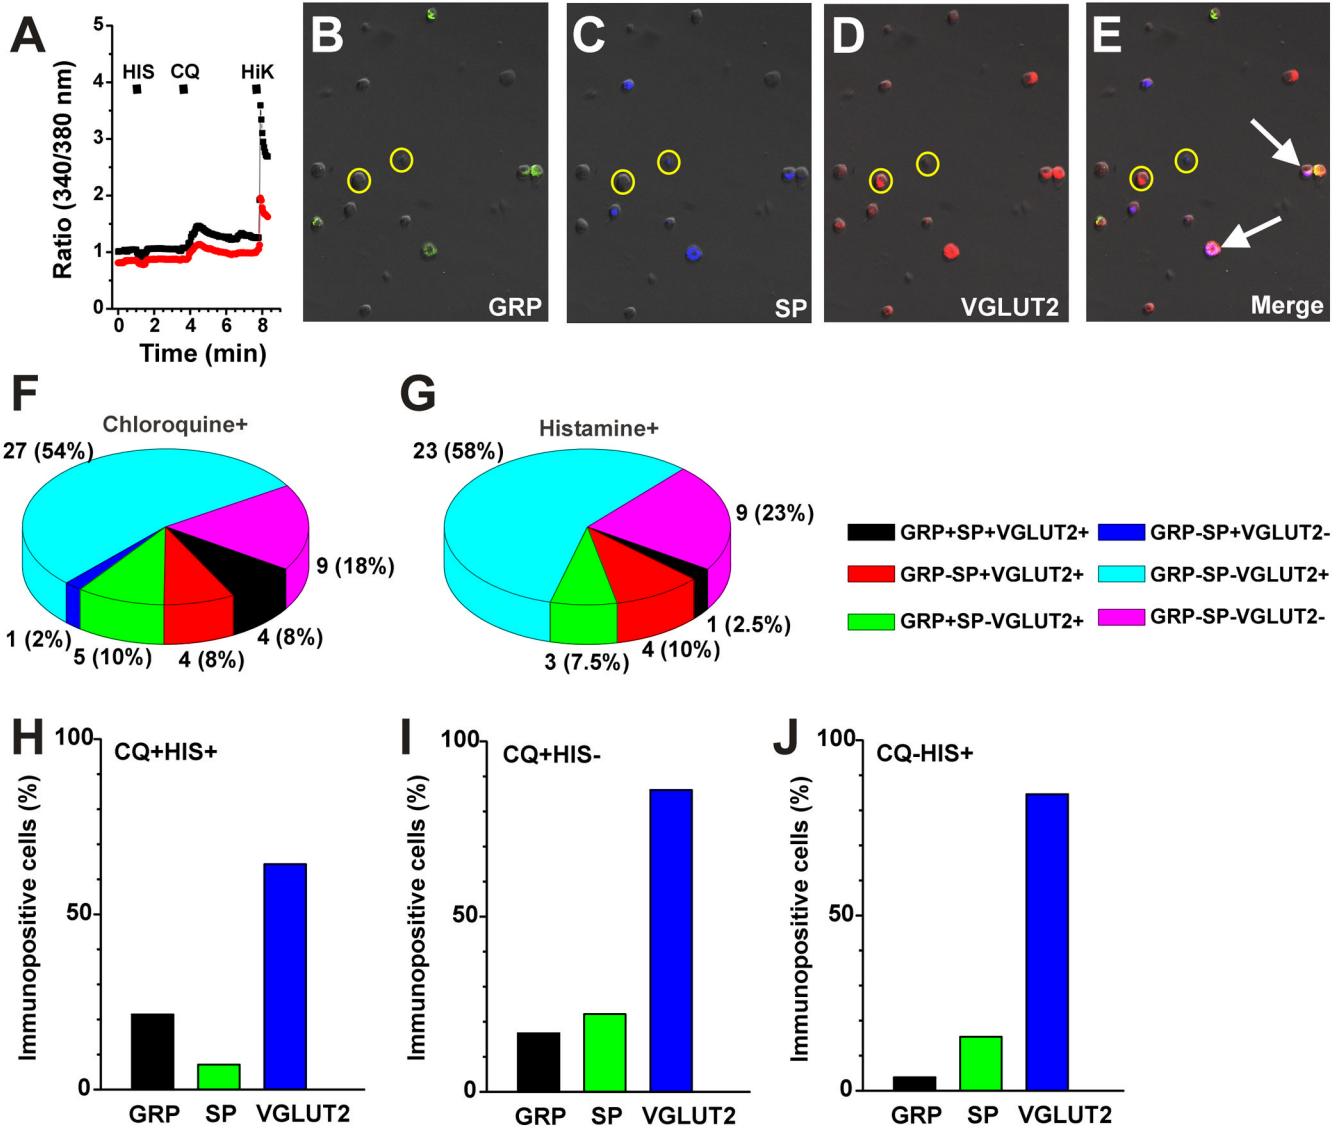 A
Ratio (340/380 nm)
5
4
3
2
1
0
HIS CQ HiK
0 2 4 6 8
Time (min)
B
GRP
C
SP
D
VGLUT2
E
Merge
F
Chloroquine+
27 (54%)
9 (18%)
4 (8%)
4 (8%)
5 (10%)
1 (2%)
G
Histamine+
23 (58%)
9 (23%)
1 (2.5%)
4 (10%)
3 (7.5%)
GRP+SP+VGLUT2+
GRP-SP+VGLUT2+
GRP+SP-VGLUT2+
GRP-SP+VGLUT2-
GRP-SP-VGLUT2+
GRP-SP-VGLUT2-
H
CQ+HIS+
Immunopositive cells (%)
100
50
0
GRP SP VGLUT2
I
CQ+HIS-
Immunopositive cells (%)
100
50
0
GRP SP VGLUT2
J
CQ-HIS+
Immunopositive cells (%)
100
50
0
GRP SP VGLUT2